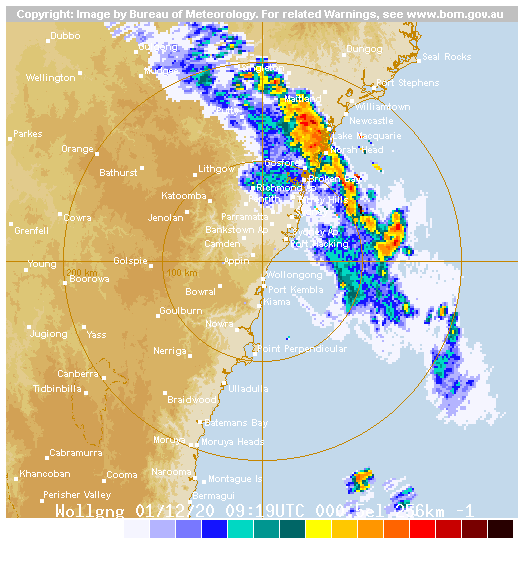 Copyright: Image by Bureau of Meteorology. For related Warnings, see www.bom.gov.au
Dubbo
Dungog
Seal Rocks
Wellington
Port Stephens
Maitland
Williamtown
Newcastle
Parkes
Lake Macquarie
Orange
Norah Head
Gosford
Lithgow
Bathurst
Broken Bay
Richmond
Katoomba
Penrith
Cowra
Jenolan
Parramatta
Grenfell
Bankstown Ap
Sydney Ap
Camden
Port Hacking
Young
Golspie
Appin
200 km
100 km
Boorowa
Wollongong
Bowral
Port Kembla
Kiama
Goulburn
Nowra
Jugiong
Yass
Nerriga
Point Perpendicular
Canberra
Tidbinbilla
Ulladulla
Braidwood
Batemans Bay
Moruya
Moruya Heads
Cabramurra
Khancoban
Cooma
Narooma
Montague Is
Perisher Valley
Bermagui
Wollgng 01/12/20 09:19UTC 000.5el 256km -1